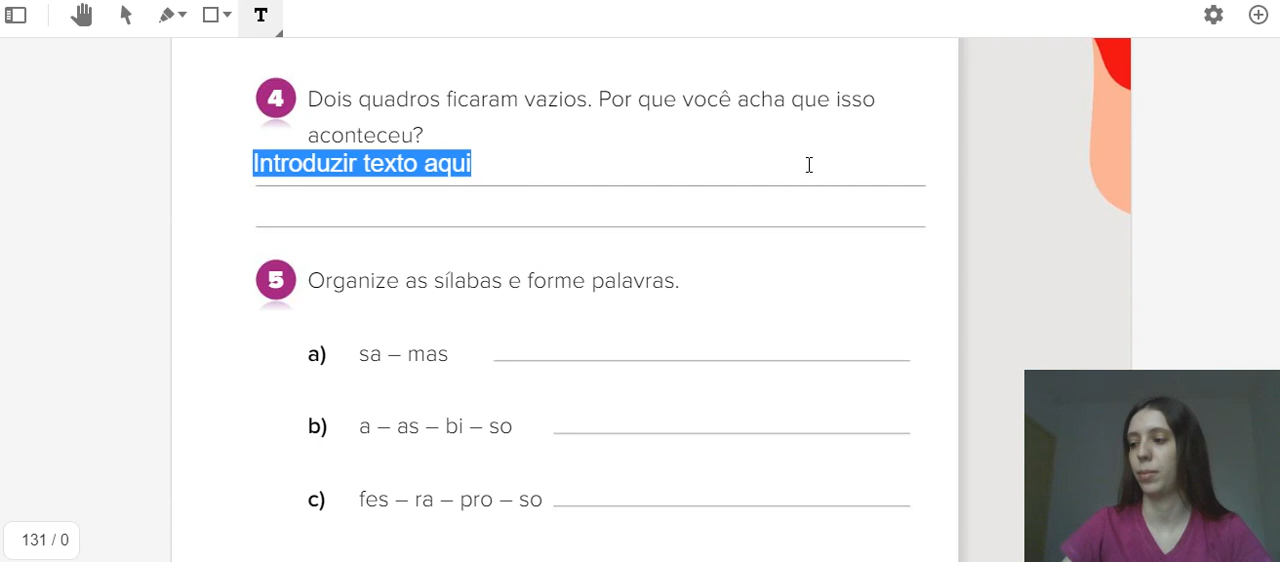 T
4 Dois quadros ficaram vazios. Por que você acha que isso
aconteceu?
Introduzir texto aqui
5 Organize as sílabas e forme palavras.
a) sa – mas
b) a – as – bi – so
c) fes – ra – pro – so
131 / 0